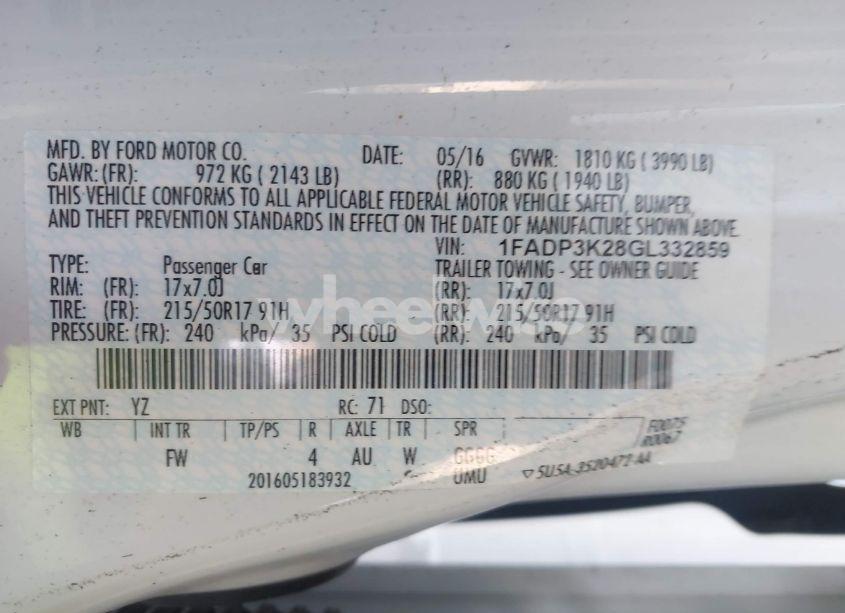 MFD. BY FORD MOTOR CO. DATE: 05/16 GVWR: 1810 KG ( 3990 LB)
GAWR: (FR): 972 KG ( 2143 LB) (RR): 880 KG ( 1940 LB)
THIS VEHICLE CONFORMS TO ALL APPLICABLE FEDERAL MOTOR VEHICLE SAFETY, BUMPER,
AND THEFT PREVENTION STANDARDS IN EFFECT ON THE DATE OF MANUFACTURE SHOWN ABOVE.
VIN: 1FADP3K28GL332859
TYPE: Passenger Car TRAILER TOWING - SEE OWNER GUIDE
RIM: (FR): 17x7.0J (RR): 17x7.0J
TIRE: (FR): 215/50R17 91H (RR): 215/50R17 91H
PRESSURE: (FR): 240 kPa/ 35 PSI COLD (RR): 240 kPa/ 35 PSI COLD
EXT PNT: YZ RC: 71 DSO:
WB INT TR TP/PS R AXLE TR SPR F0075
R0067
FW 4 AU W GGGG
201605183932 UMU 5U5A-3520472-AA